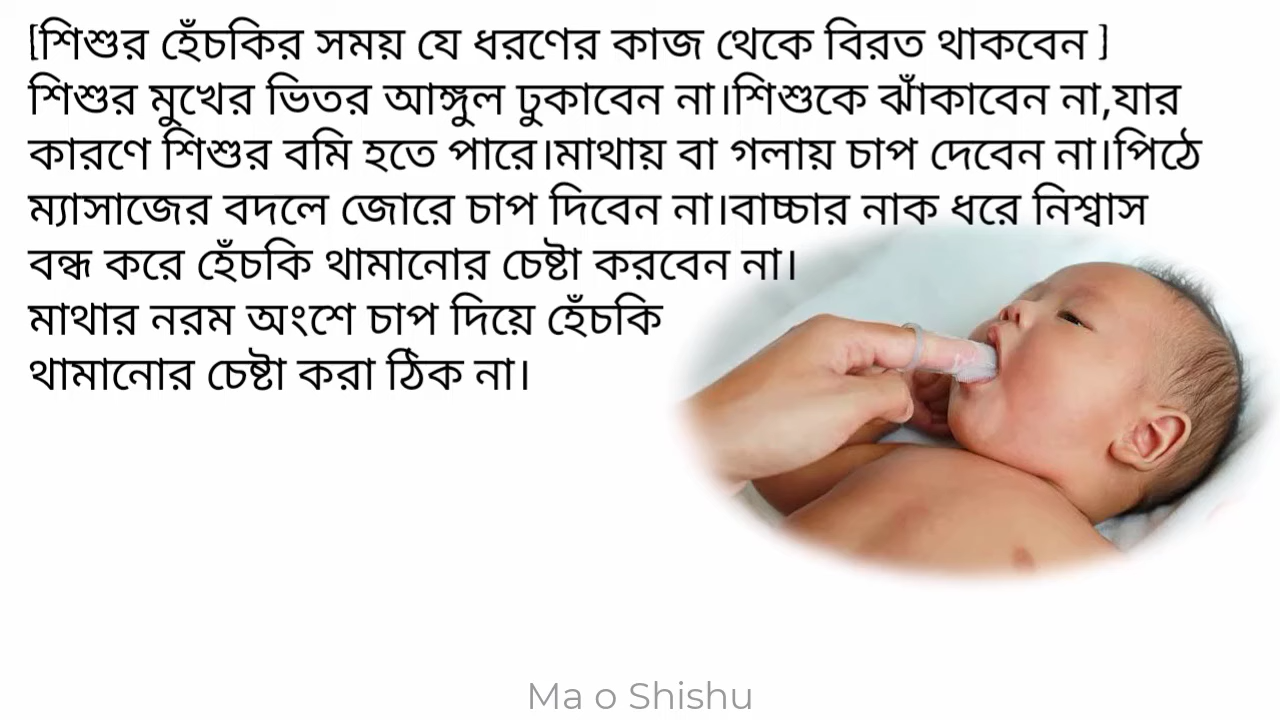 [শিশুর হেঁচকির সময় যে ধরণের কাজ থেকে বিরত থাকবেন ]
শিশুর মুখের ভিতর আঙ্গুল ঢুকাবেন না।শিশুকে ঝাঁকাবেন না,যার
কারণে শিশুর বমি হতে পারে।মাথায় বা গলায় চাপ দেবেন না।পিঠে
ম্যাসাজের বদলে জোরে চাপ দিবেন না।বাচ্চার নাক ধরে নিশ্বাস
বন্ধ করে হেঁচকি থামানোর চেষ্টা করবেন না।
মাথার নরম অংশে চাপ দিয়ে হেঁচকি
থামানোর চেষ্টা করা ঠিক না।
Ma o Shishu